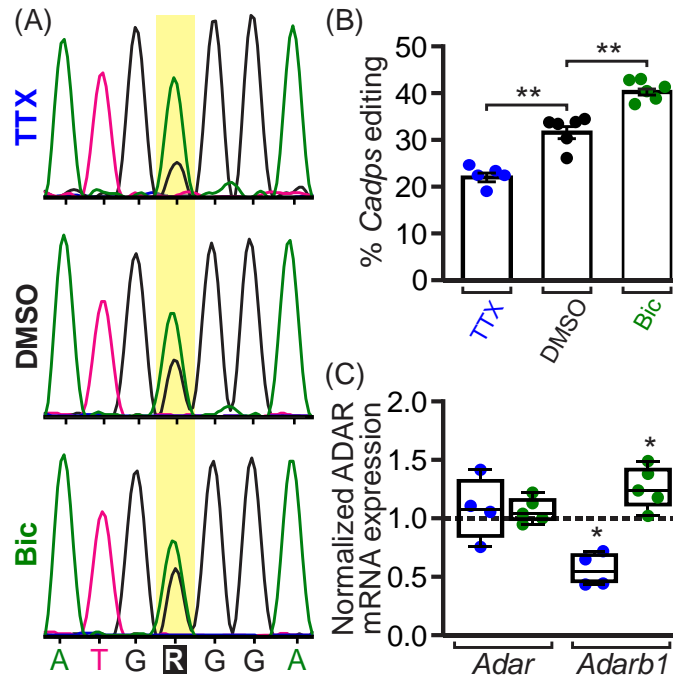 (A)
TTX
DMSO
Bic
A T G R G G A
(B)
% Cadps editing
50
40
30
20
10
0
**
**
TTX
DMSO
Bic
(C)
Normalized ADAR
mRNA expression
2.0
1.5
1.0
0.5
0.0
*
*
Adar
Adarb1